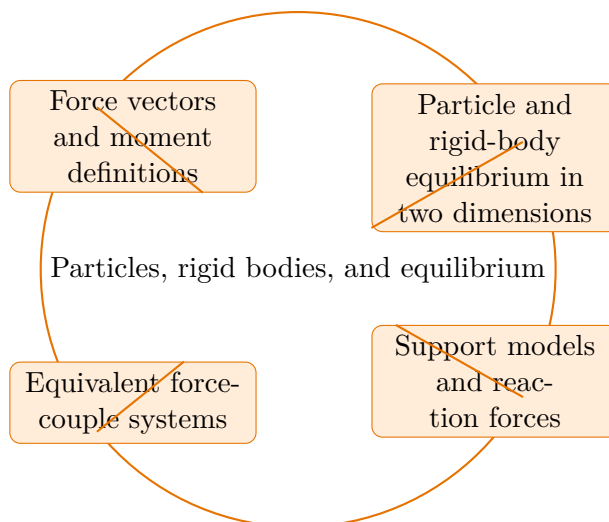 Force vectors
and moment
definitions
Particle and
rigid-body
equilibrium in
two dimensions
Particles, rigid bodies, and equilibrium
Equivalent force-
couple systems
Support models
and reac-
tion forces